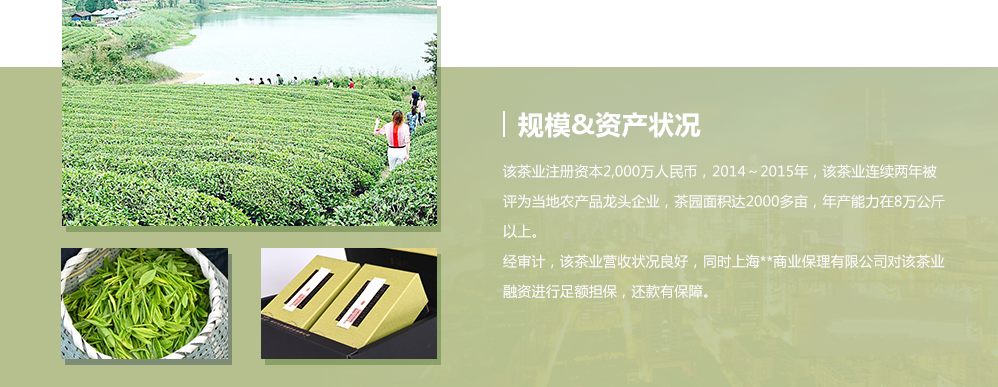 规模&资产状况
该茶业注册资本2,000万人民币，2014～2015年，该茶业连续两年被
评为当地农产品龙头企业，茶园面积达2000多亩，年产能力在8万公斤
以上。
经审计，该茶业营收状况良好，同时上海**商业保理有限公司对该茶业
融资进行足额担保，还款有保障。